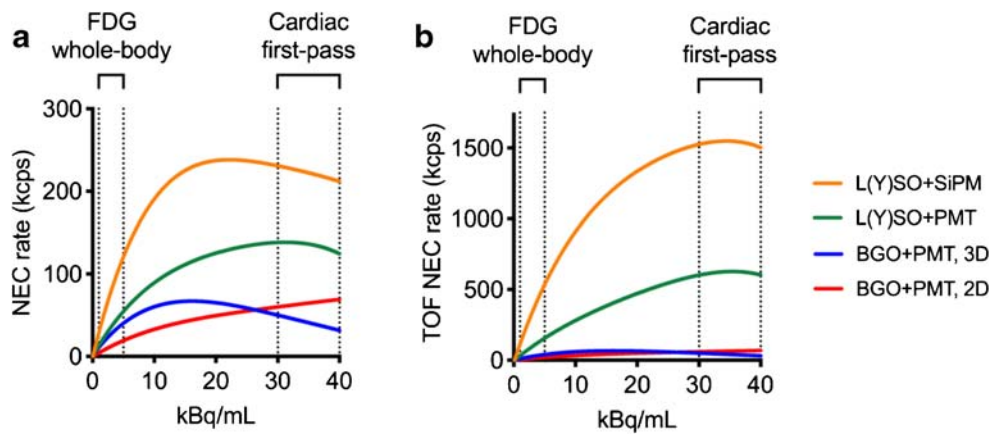 a
FDG
whole-body
Cardiac
first-pass
NEC rate (kcps)
300
200
100
0
0 10 20 30 40
kBq/mL
b
FDG
whole-body
Cardiac
first-pass
TOF NEC rate (kcps)
1500
1000
500
0
0 10 20 30 40
kBq/mL
L(Y)SO+SiPM
L(Y)SO+PMT
BGO+PMT, 3D
BGO+PMT, 2D